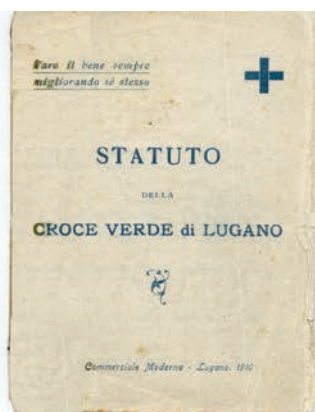 Fare il bene sempre
migliorando sè stesso
STATUTO
DELLA
CROCE VERDE di LUGANO
Commerciale Moderna - Lugano. 1910